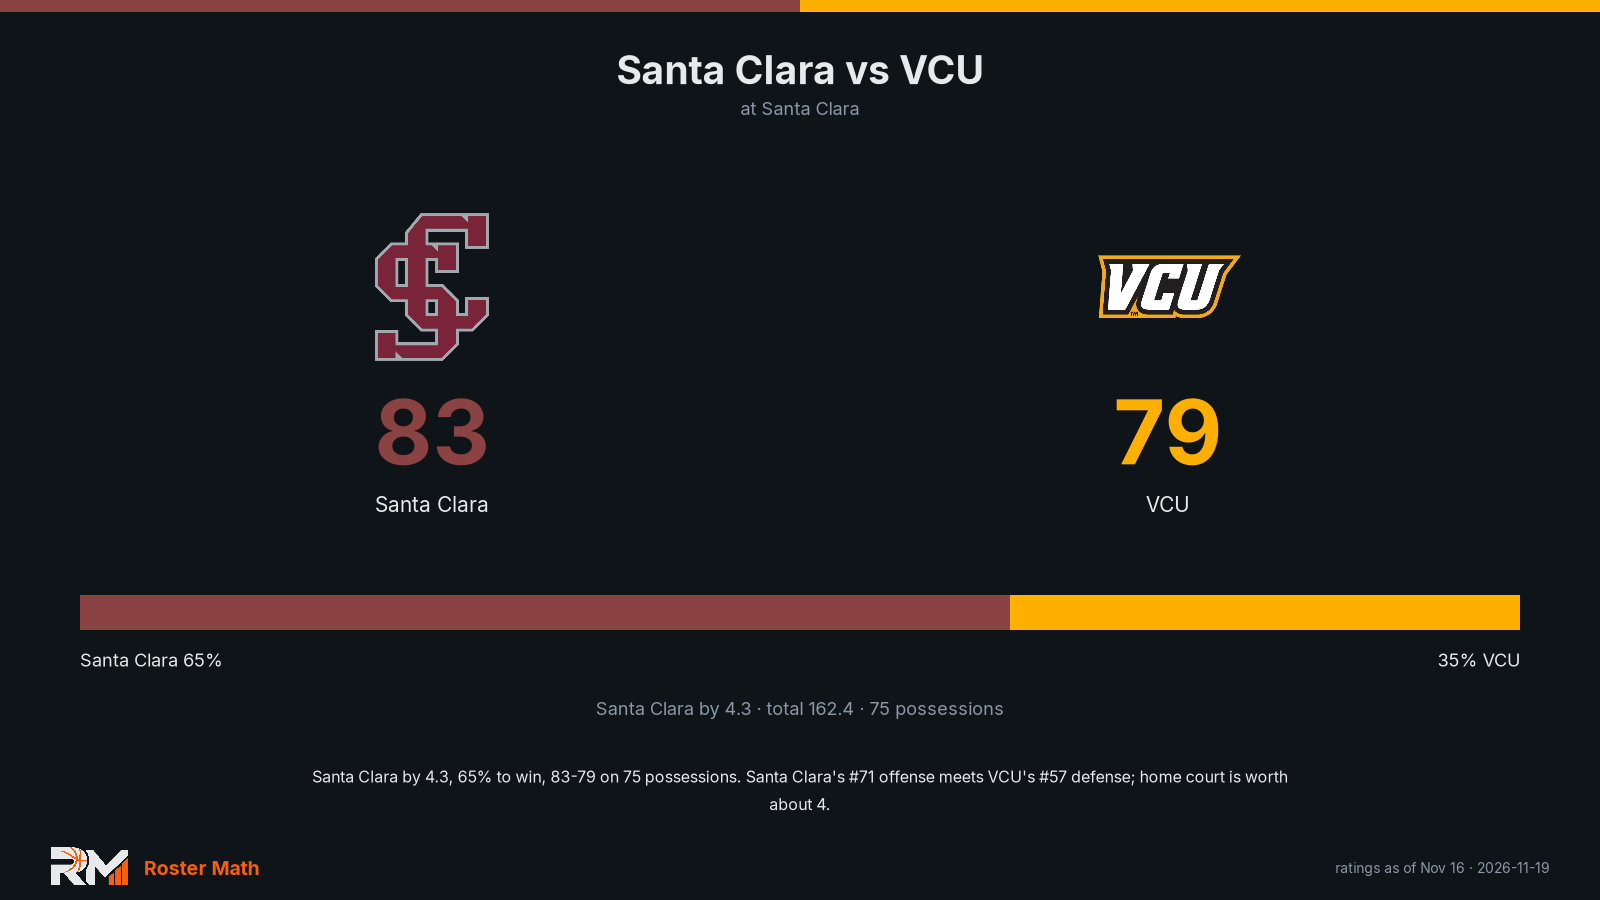 Santa Clara vs VCU
at Santa Clara
VCU
83
79
Santa Clara
VCU
Santa Clara 65%
35% VCU
Santa Clara by 4.3 · total 162.4 · 75 possessions
Santa Clara by 4.3, 65% to win, 83-79 on 75 possessions. Santa Clara's #71 offense meets VCU's #57 defense; home court is worth
about 4.
RM Roster Math
ratings as of Nov 16 · 2026-11-19